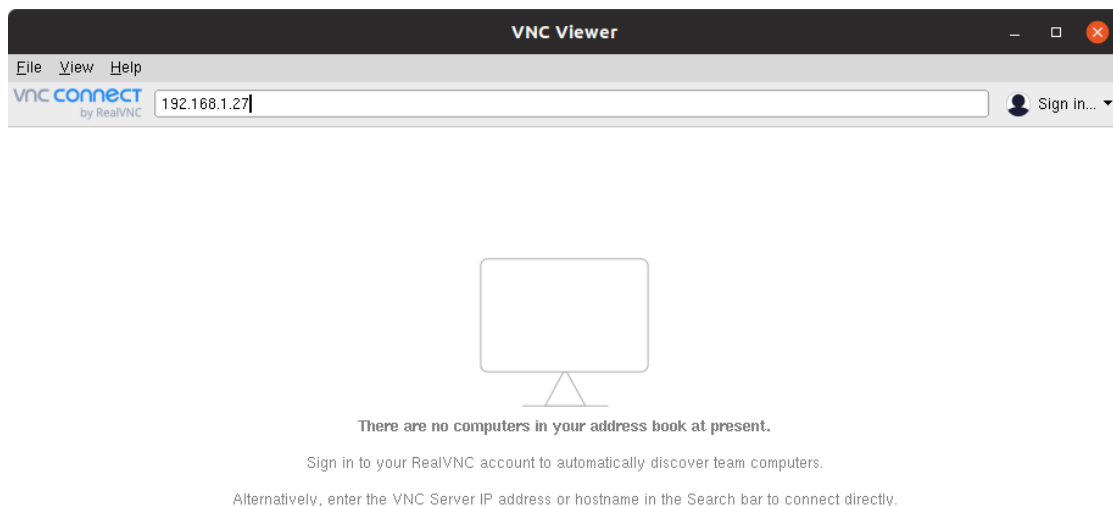 VNC Viewer
File View Help
VNC CONNECT
by RealVNC
192.168.1.27
Sign in...
There are no computers in your address book at present.
Sign in to your RealVNC account to automatically discover team computers.
Alternatively, enter the VNC Server IP address or hostname in the Search bar to connect directly.